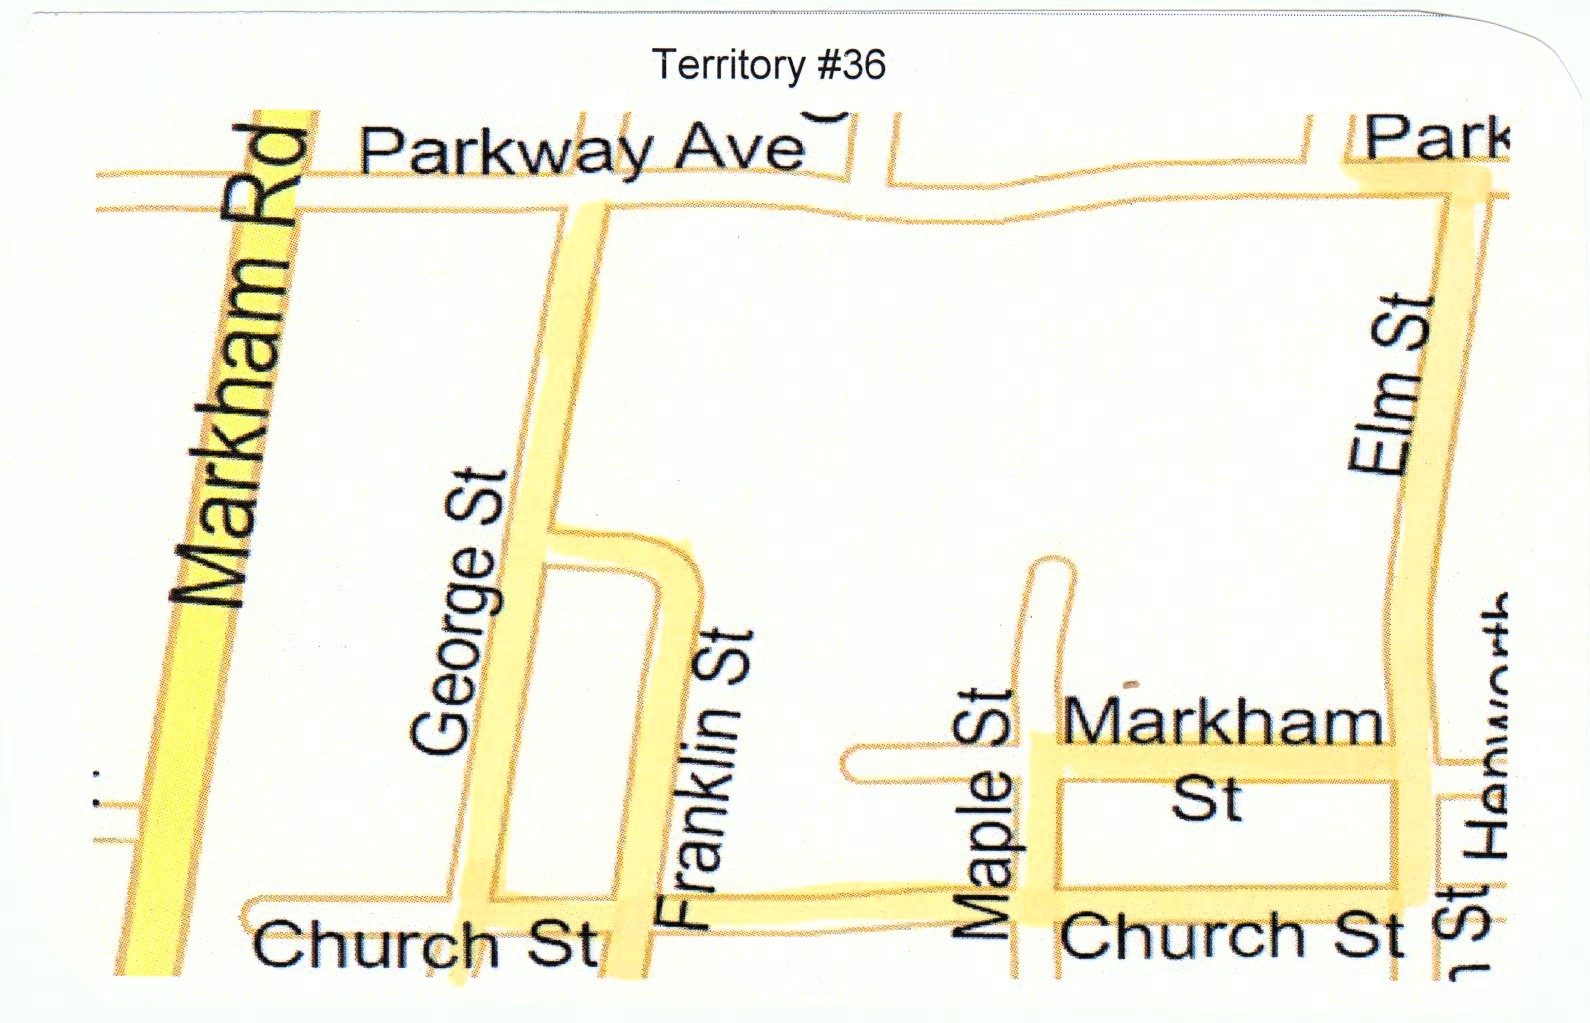 Territory #36
Parkway Ave
Park
Markham Rd
Elm St
George St
Franklin St
Maple St
Markham
St
Henworth
Church St
Church St
St